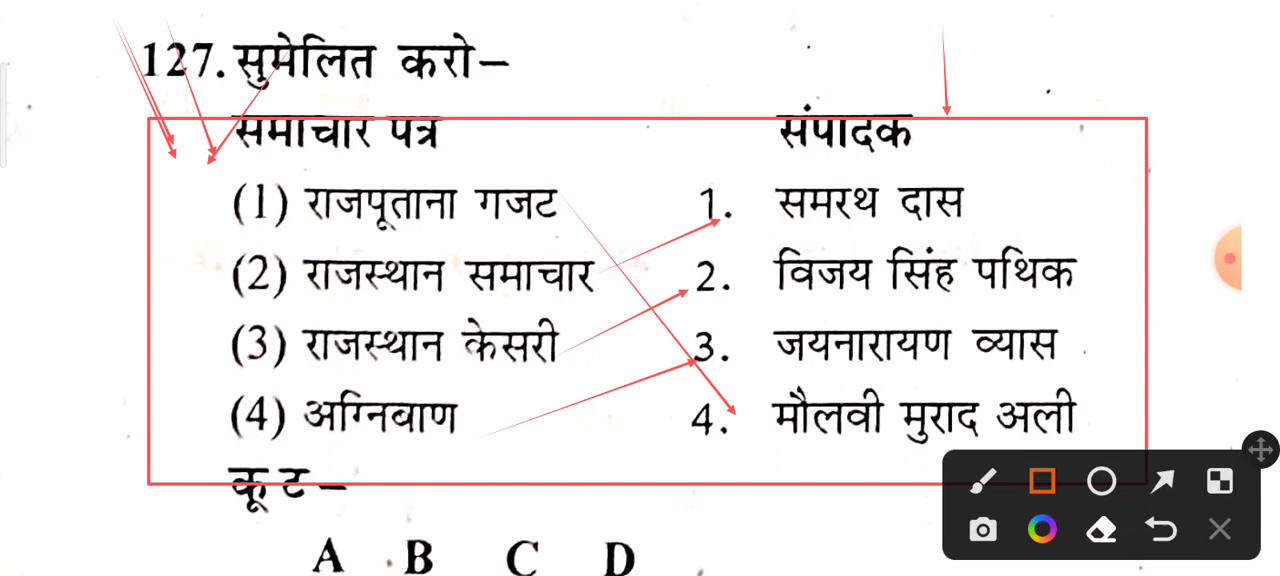 127. सुमेलित करो–
समाचार पत्र संपादक
(1) राजपूताना गजट 1. समरथ दास
(2) राजस्थान समाचार 2. विजय सिंह पथिक
(3) राजस्थान केसरी 3. जयनारायण व्यास
(4) अग्निबाण 4. मौलवी मुराद अली
कूट–
A B C D